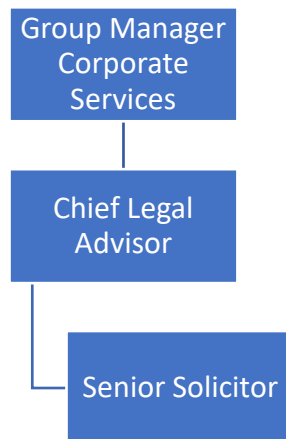 Group Manager
Corporate
Services
Chief Legal
Advisor
Senior Solicitor